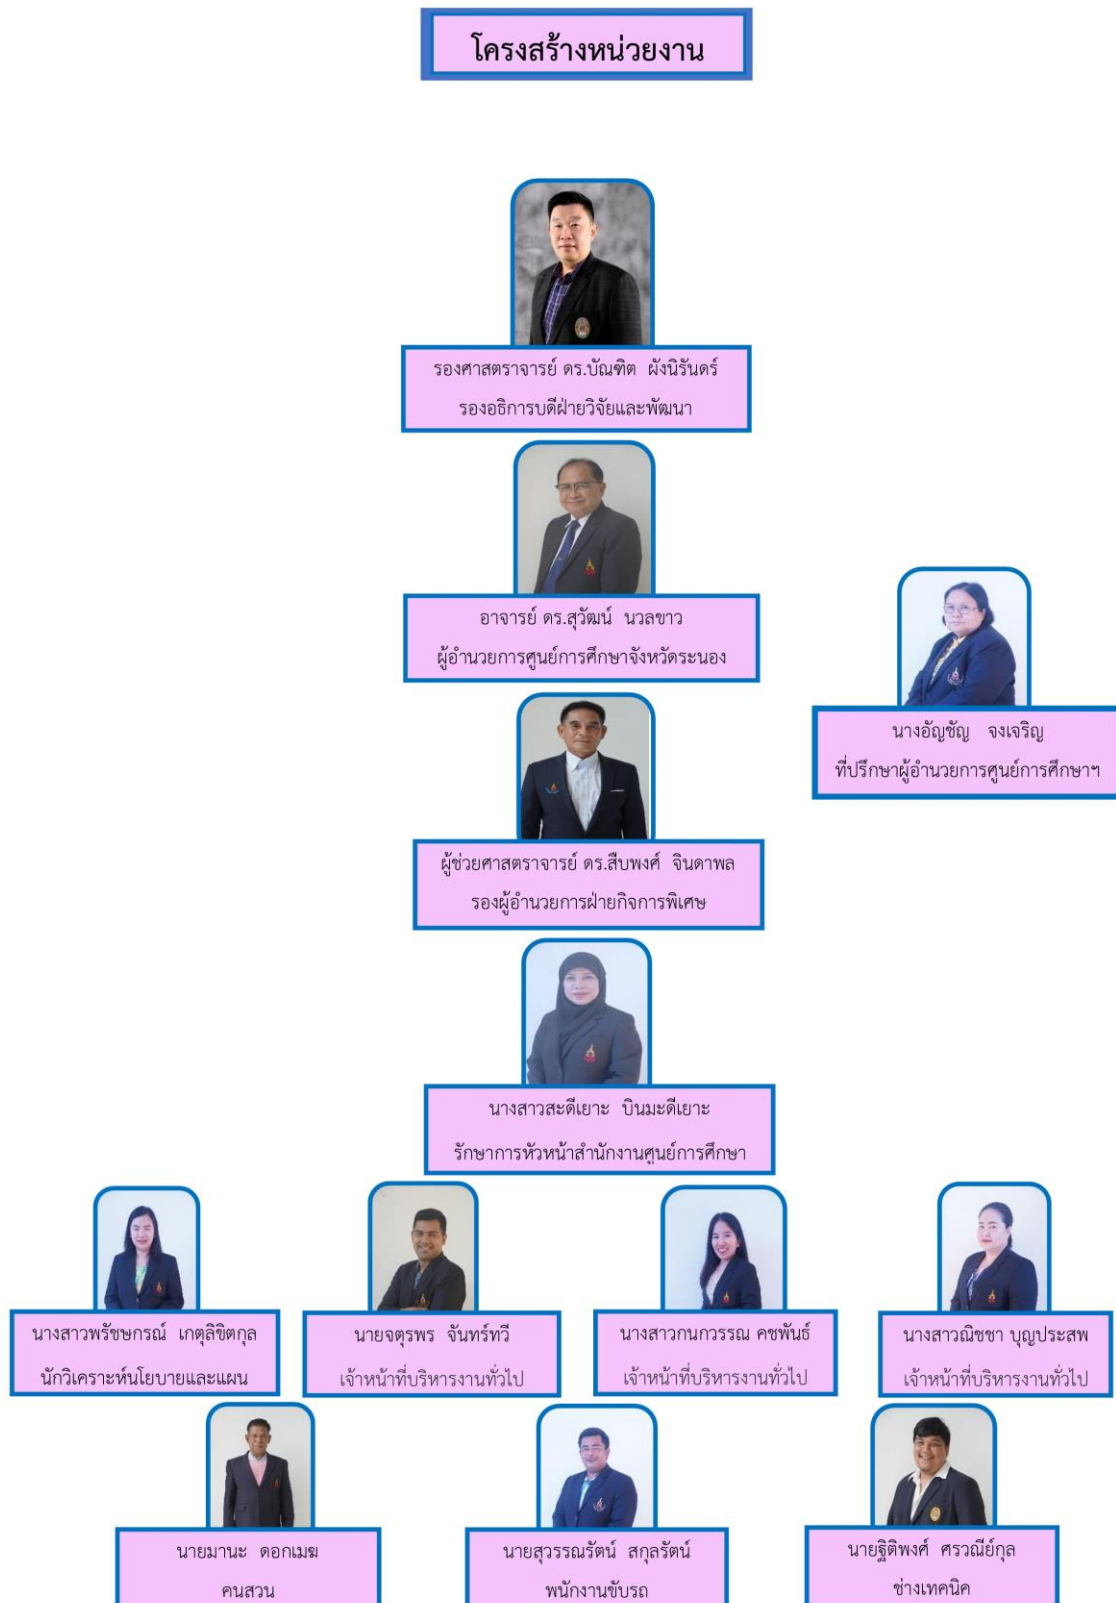 โครงสร้างหน่วยงาน
รองศาสตราจารย์ ดร.บัณฑิต ผังนิรันดร์
รองอธิการบดีฝ่ายวิจัยและพัฒนา
อาจารย์ ดร.สุวัฒน์ นวลขาว
ผู้อำนวยการศูนย์การศึกษาจังหวัดระนอง
นางอัญชัญ จงเจริญ
ที่ปรึกษาผู้อำนวยการศูนย์การศึกษาฯ
ผู้ช่วยศาสตราจารย์ ดร.สืบพงศ์ จินดาพล
รองผู้อำนวยการฝ่ายกิจการพิเศษ
นางสาวสะดีเยาะ บินมะดีเยาะ
รักษาการหัวหน้าสำนักงานศูนย์การศึกษา
นางสาวพรัชษกรณ์ เกตุลิขิตกุล
นักวิเคราะห์นโยบายและแผน
นายจตุรพร จันทร์ทวี
เจ้าหน้าที่บริหารงานทั่วไป
นางสาวกนกวรรณ คชพันธ์
เจ้าหน้าที่บริหารงานทั่วไป
นางสาวณิชชา บุญประสพ
เจ้าหน้าที่บริหารงานทั่วไป
นายมานะ ดอกเมฆ
คนสวน
นายสุวรรณรัตน์ สกุลรัตน์
พนักงานขับรถ
นายฐิติพงศ์ ศรวณีย์กุล
ช่างเทคนิค